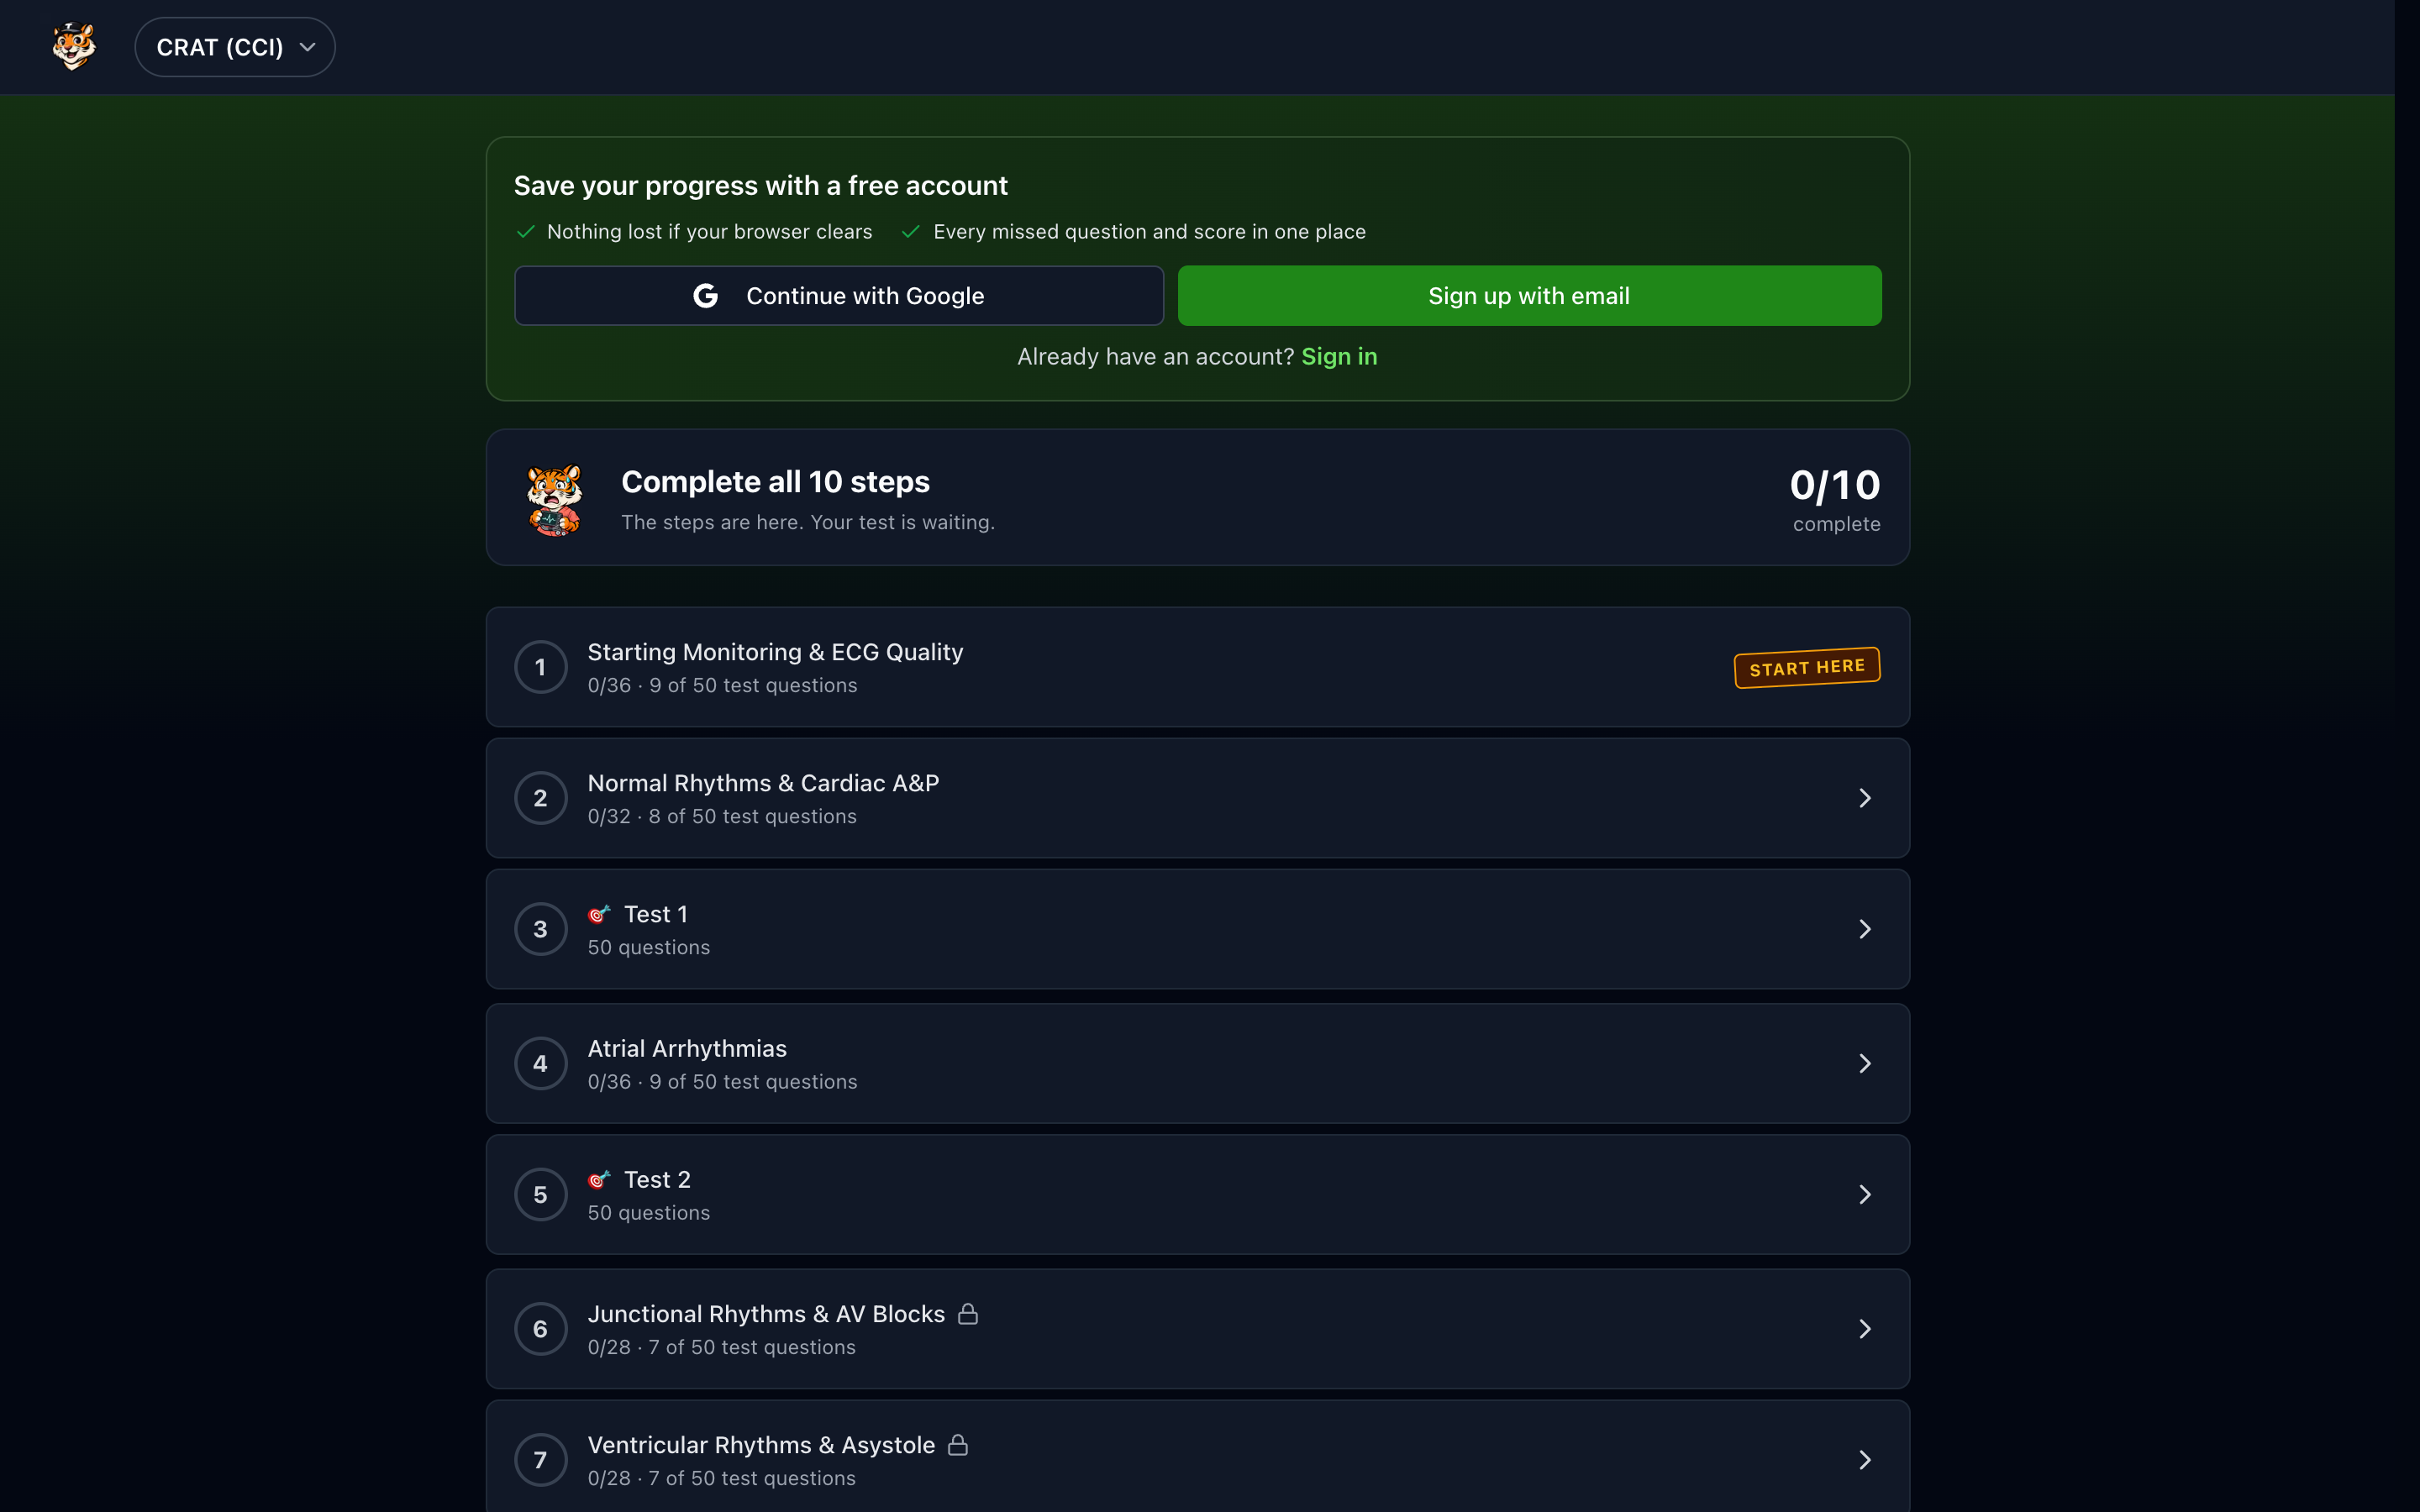 CRAT (CCI)
Save your progress with a free account
Nothing lost if your browser clears
Every missed question and score in one place
Continue with Google
Sign up with email
Already have an account? Sign in
Complete all 10 steps
The steps are here. Your test is waiting.
0/10
complete
1
Starting Monitoring & ECG Quality
0/36 · 9 of 50 test questions
START HERE
2
Normal Rhythms & Cardiac A&P
0/32 · 8 of 50 test questions
3
Test 1
50 questions
4
Atrial Arrhythmias
0/36 · 9 of 50 test questions
5
Test 2
50 questions
6
Junctional Rhythms & AV Blocks
0/28 · 7 of 50 test questions
7
Ventricular Rhythms & Asystole
0/28 · 7 of 50 test questions